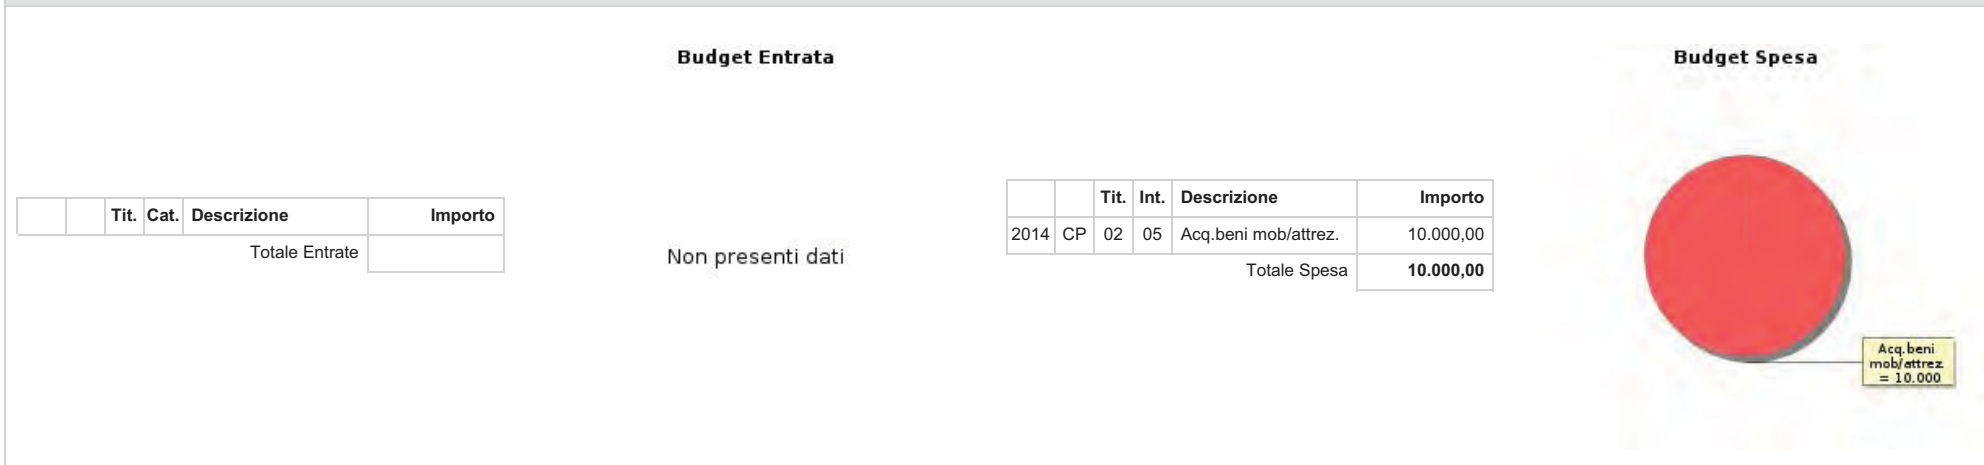 Budget Entrata
Tit. Cat. Descrizione Importo
Totale Entrate
Non presenti dati
Tit. Int. Descrizione Importo
2014 CP 02 05 Acq.beni mob/attrez. 10.000,00
Totale Spesa 10.000,00
Budget Spesa
Acq.beni
mob/attrez
= 10.000